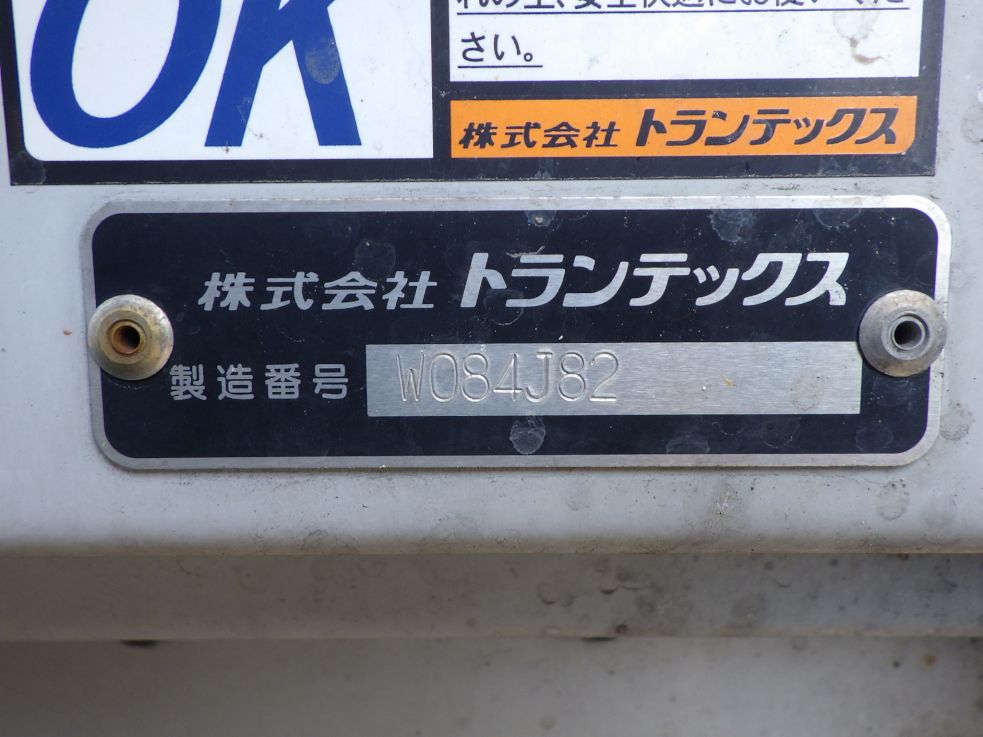 OK
さい。
株式会社 トランテックス
株式会社 トランテックス
製造番号 W084J82